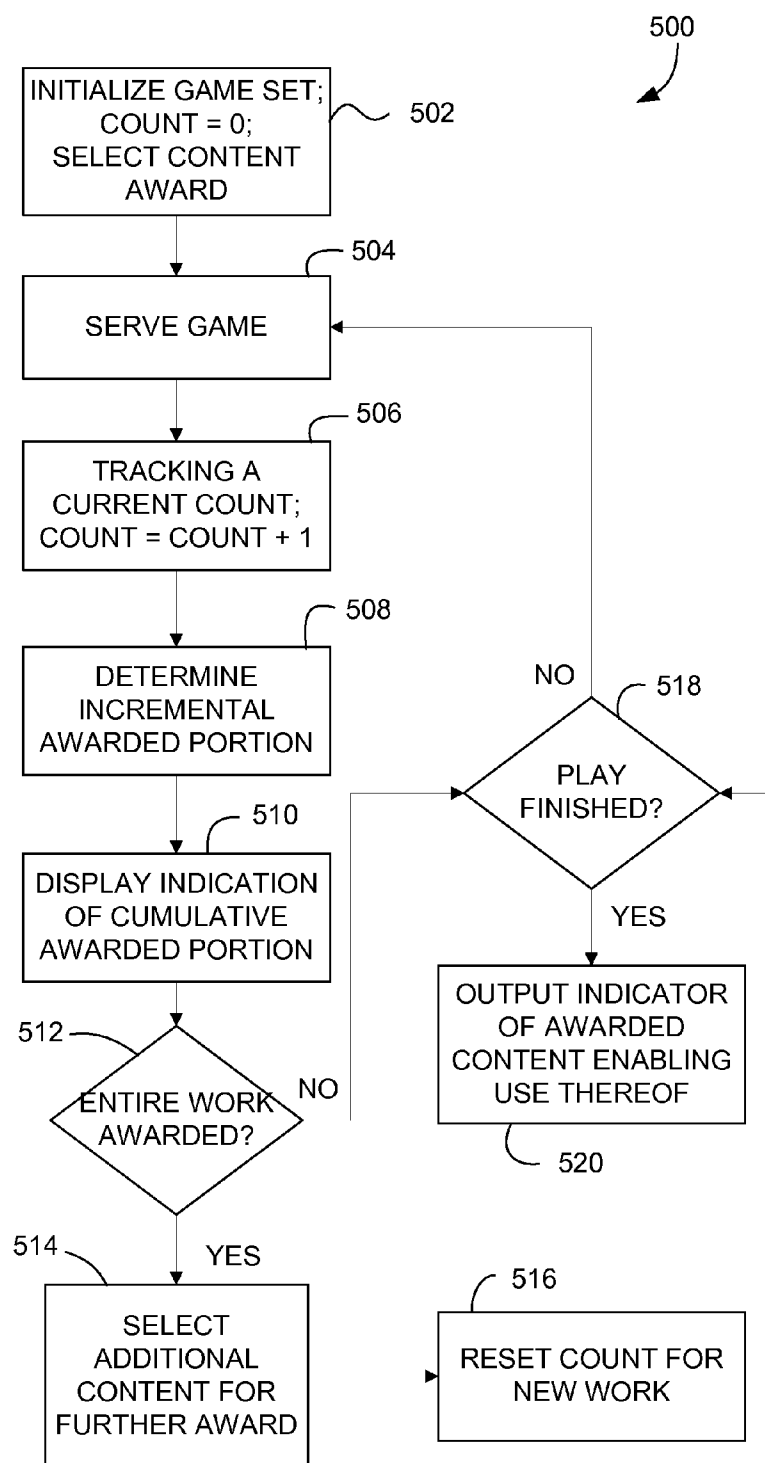 500
INITIALIZE GAME SET;
COUNT = 0;
SELECT CONTENT
AWARD
502
504
SERVE GAME
506
TRACKING A
CURRENT COUNT;
COUNT = COUNT + 1
508
DETERMINE
INCREMENTAL
AWARDED PORTION
510
DISPLAY INDICATION
OF CUMULATIVE
AWARDED PORTION
512
ENTIRE WORK
AWARDED?
NO
YES
514
SELECT
ADDITIONAL
CONTENT FOR
FURTHER AWARD
516
RESET COUNT FOR
NEW WORK
NO
518
PLAY
FINISHED?
YES
OUTPUT INDICATOR
OF AWARDED
CONTENT ENABLING
USE THEREOF
520